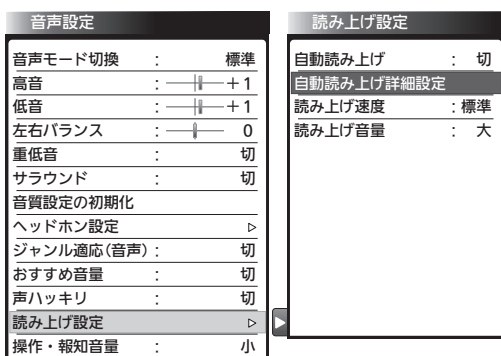 音声設定
音声モード切換 : 標準
高音 : +1
低音 : +1
左右バランス : 0
重低音 : 切
サラウンド : 切
音質設定の初期化
ヘッドホン設定
ジャンル適応(音声) : 切
おすすめ音量 : 切
声ハッキリ : 切
読み上げ設定
操作・報知音量 : 小
読み上げ設定
自動読み上げ : 切
自動読み上げ詳細設定
読み上げ速度 : 標準
読み上げ音量 : 大